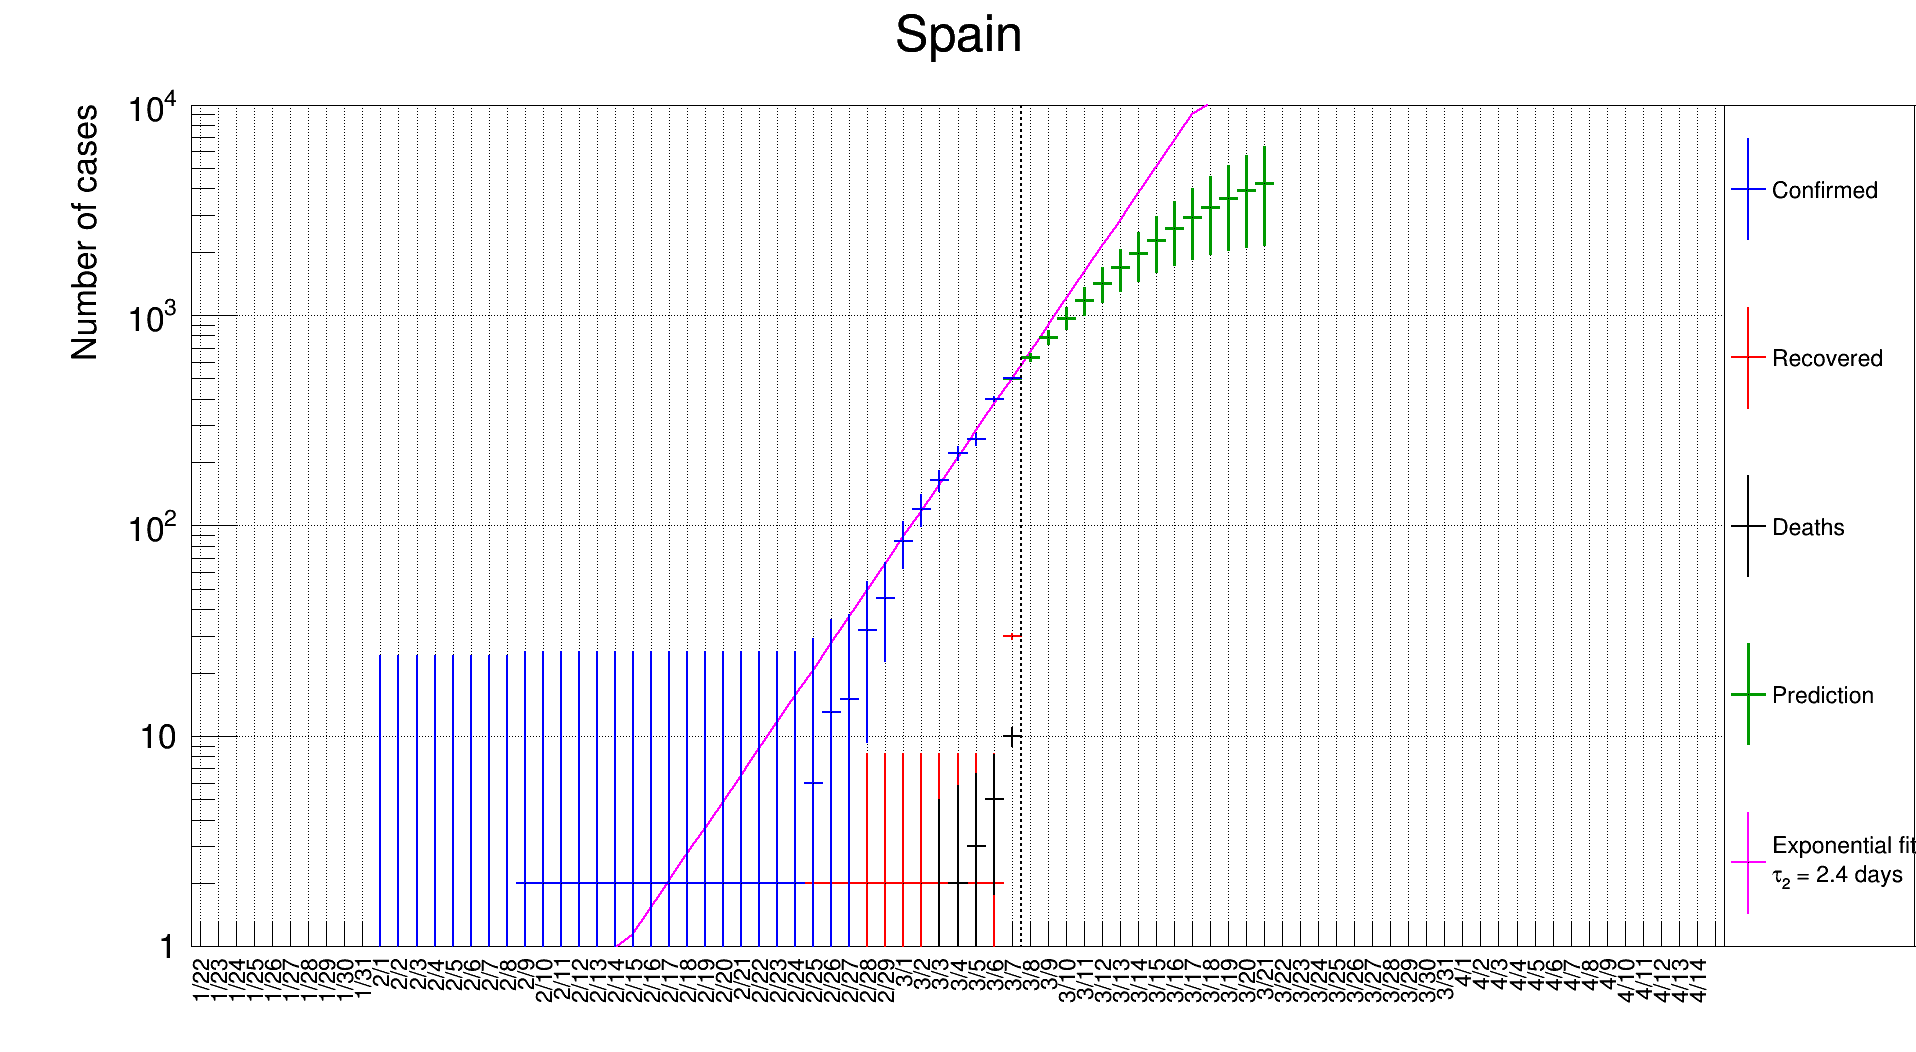 Spain
Number of cases
10^4
10^3
10^2
10
1
1/22 1/23 1/24 1/25 1/26 1/27 1/28 1/29 1/30 1/31 2/1 2/2 2/3 2/4 2/5 2/6 2/7 2/8 2/9 2/10 2/11 2/12 2/13 2/14 2/15 2/16 2/17 2/18 2/19 2/20 2/21 2/22 2/23 2/24 2/25 2/26 2/27 2/28 2/29 3/1 3/2 3/3 3/4 3/5 3/6 3/7 3/8 3/9 3/10 3/11 3/12 3/13 3/14 3/15 3/16 3/17 3/18 3/19 3/20 3/21 3/22 3/23 3/24 3/25 3/26 3/27 3/28 3/29 3/30 3/31 4/1 4/2 4/3 4/4 4/5 4/6 4/7 4/8 4/9 4/10 4/11 4/12 4/13 4/14
Confirmed
Recovered
Deaths
Prediction
Exponential fit
τ₂ = 2.4 days